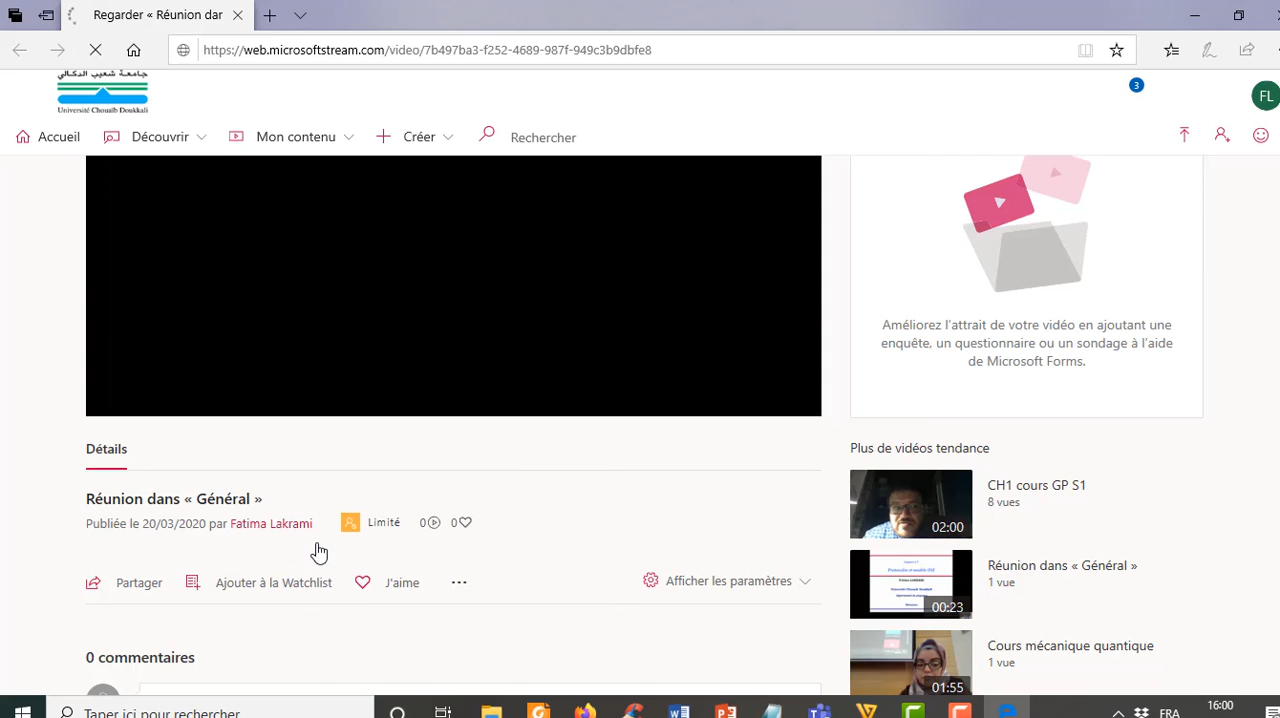 Regarder « Réunion dar
https://web.microsoftstream.com/video/7b497ba3-f252-4689-987f-949c3b9dbfe8
جامعة شعيب الدكالي
Université Chouaïb Doukkali
3
FL
Accueil
Découvrir
Mon contenu
Créer
Rechercher
Améliorez l'attrait de votre vidéo en ajoutant une
enquête, un questionnaire ou un sondage à l'aide
de Microsoft Forms.
Détails
Réunion dans « Général »
Publiée le 20/03/2020 par Fatima Lakrami
Limité
0
0
Partager
Ajouter à la Watchlist
J'aime
Afficher les paramètres
0 commentaires
Plus de vidéos tendance
02:00
CH1 cours GP S1
8 vues
00:23
Réunion dans « Général »
1 vue
01:55
Cours mécanique quantique
1 vue
Taper ici pour rechercher
FRA
16:00